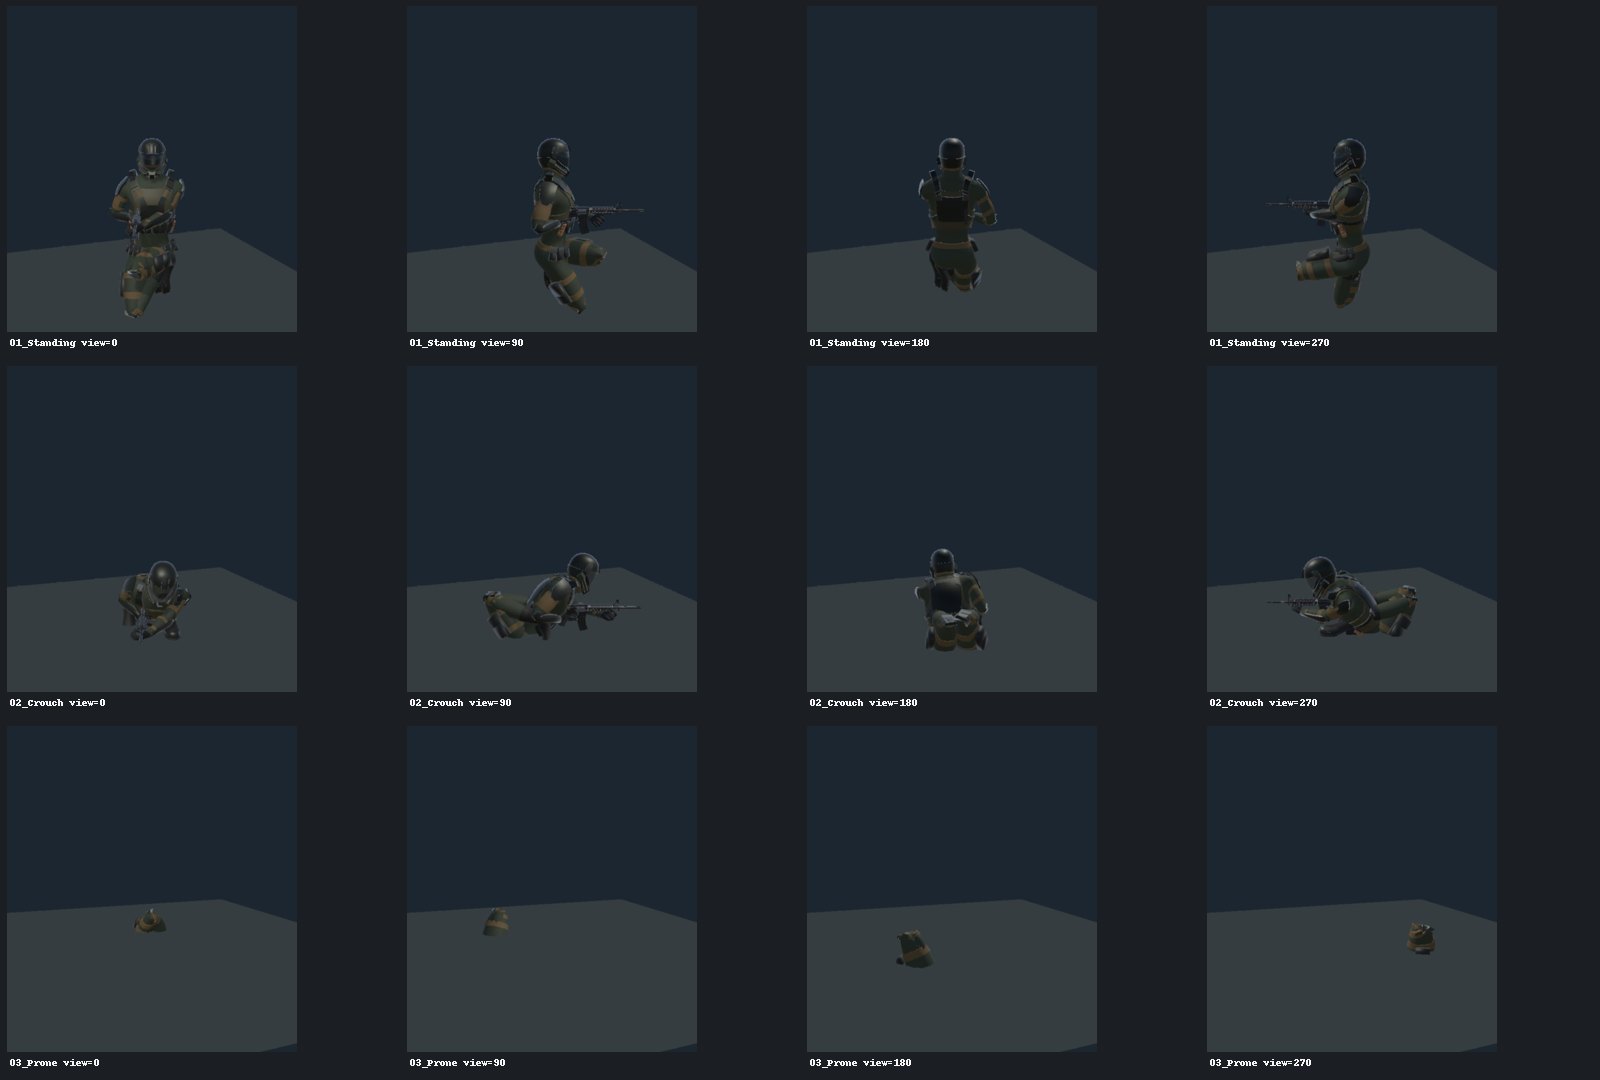 01_Standing view=0
01_Standing view=90
01_Standing view=180
01_Standing view=270
02_Crouch view=0
02_Crouch view=90
02_Crouch view=180
02_Crouch view=270
03_Prone view=0
03_Prone view=90
03_Prone view=180
03_Prone view=270